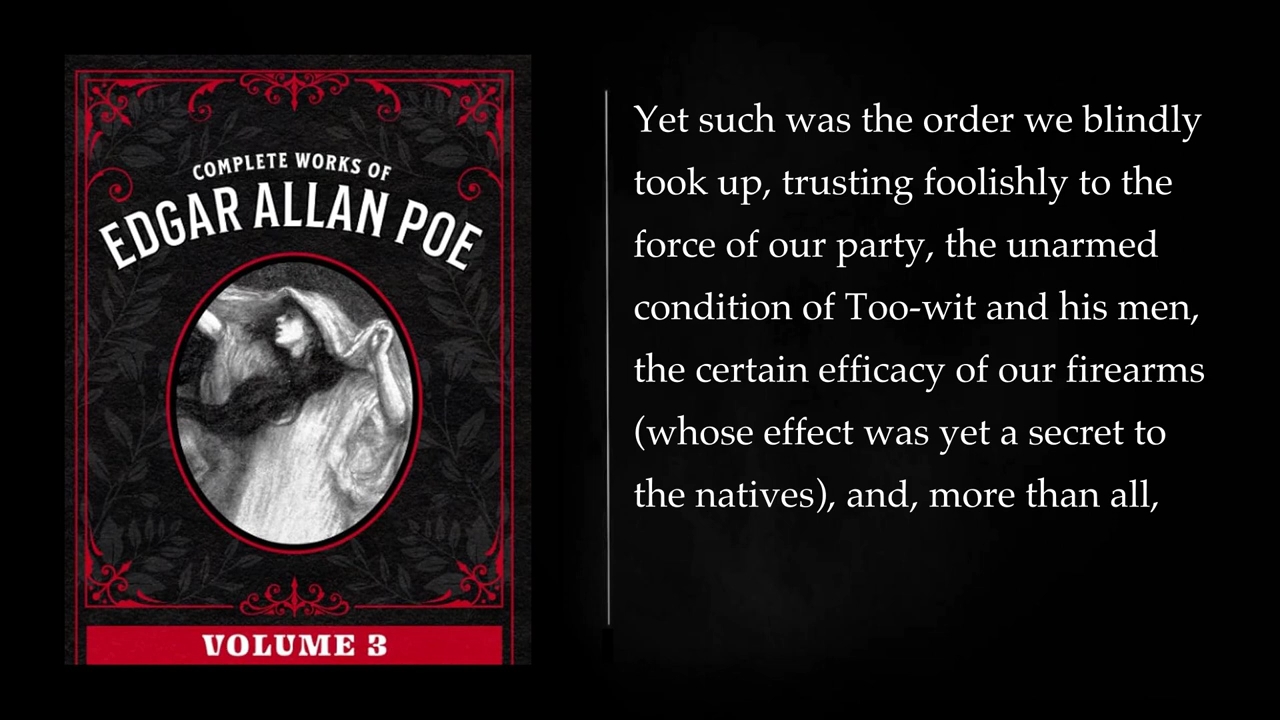 COMPLETE WORKS OF
EDGAR ALLAN POE
VOLUME 3
Yet such was the order we blindly
took up, trusting foolishly to the
force of our party, the unarmed
condition of Too-wit and his men,
the certain efficacy of our firearms
(whose effect was yet a secret to
the natives), and, more than all,